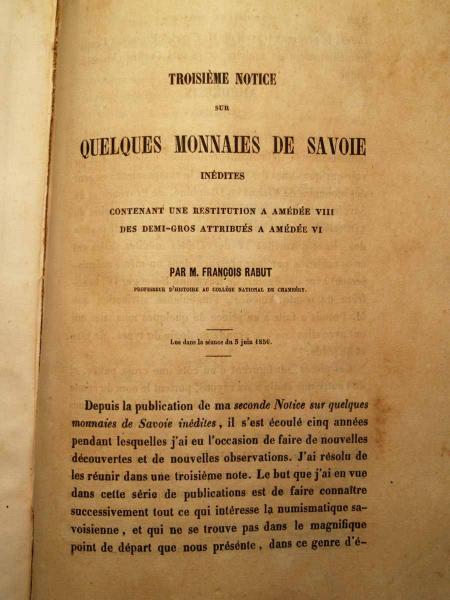 TROISIÈME NOTICE
SUR
QUELQUES MONNAIES DE SAVOIE
INÉDITES
CONTENANT UNE RESTITUTION A AMÉDÉE VIII
DES DEMI-GROS ATTRIBUÉS A AMÉDÉE VI
PAR M. FRANÇOIS RABUT
PROFESSEUR D'HISTOIRE AU COLLÉGE NATIONAL DE CHAMBÉRY.
Lue dans la séance du 5 juin 1856.
Depuis la publication de ma seconde Notice sur quelques
monnaies de Savoie inédites, il s'est écoulé cinq années
pendant lesquelles j'ai eu l'occasion de faire de nouvelles
découvertes et de nouvelles observations. J'ai résolu de
les réunir dans une troisième note. Le but que j'ai en vue
dans cette série de publications est de faire connaître
successivement tout ce qui intéresse la numismatique sa-
voisienne, et qui ne se trouve pas dans le magnifique
point de départ que nous présente, dans ce genre d'é-